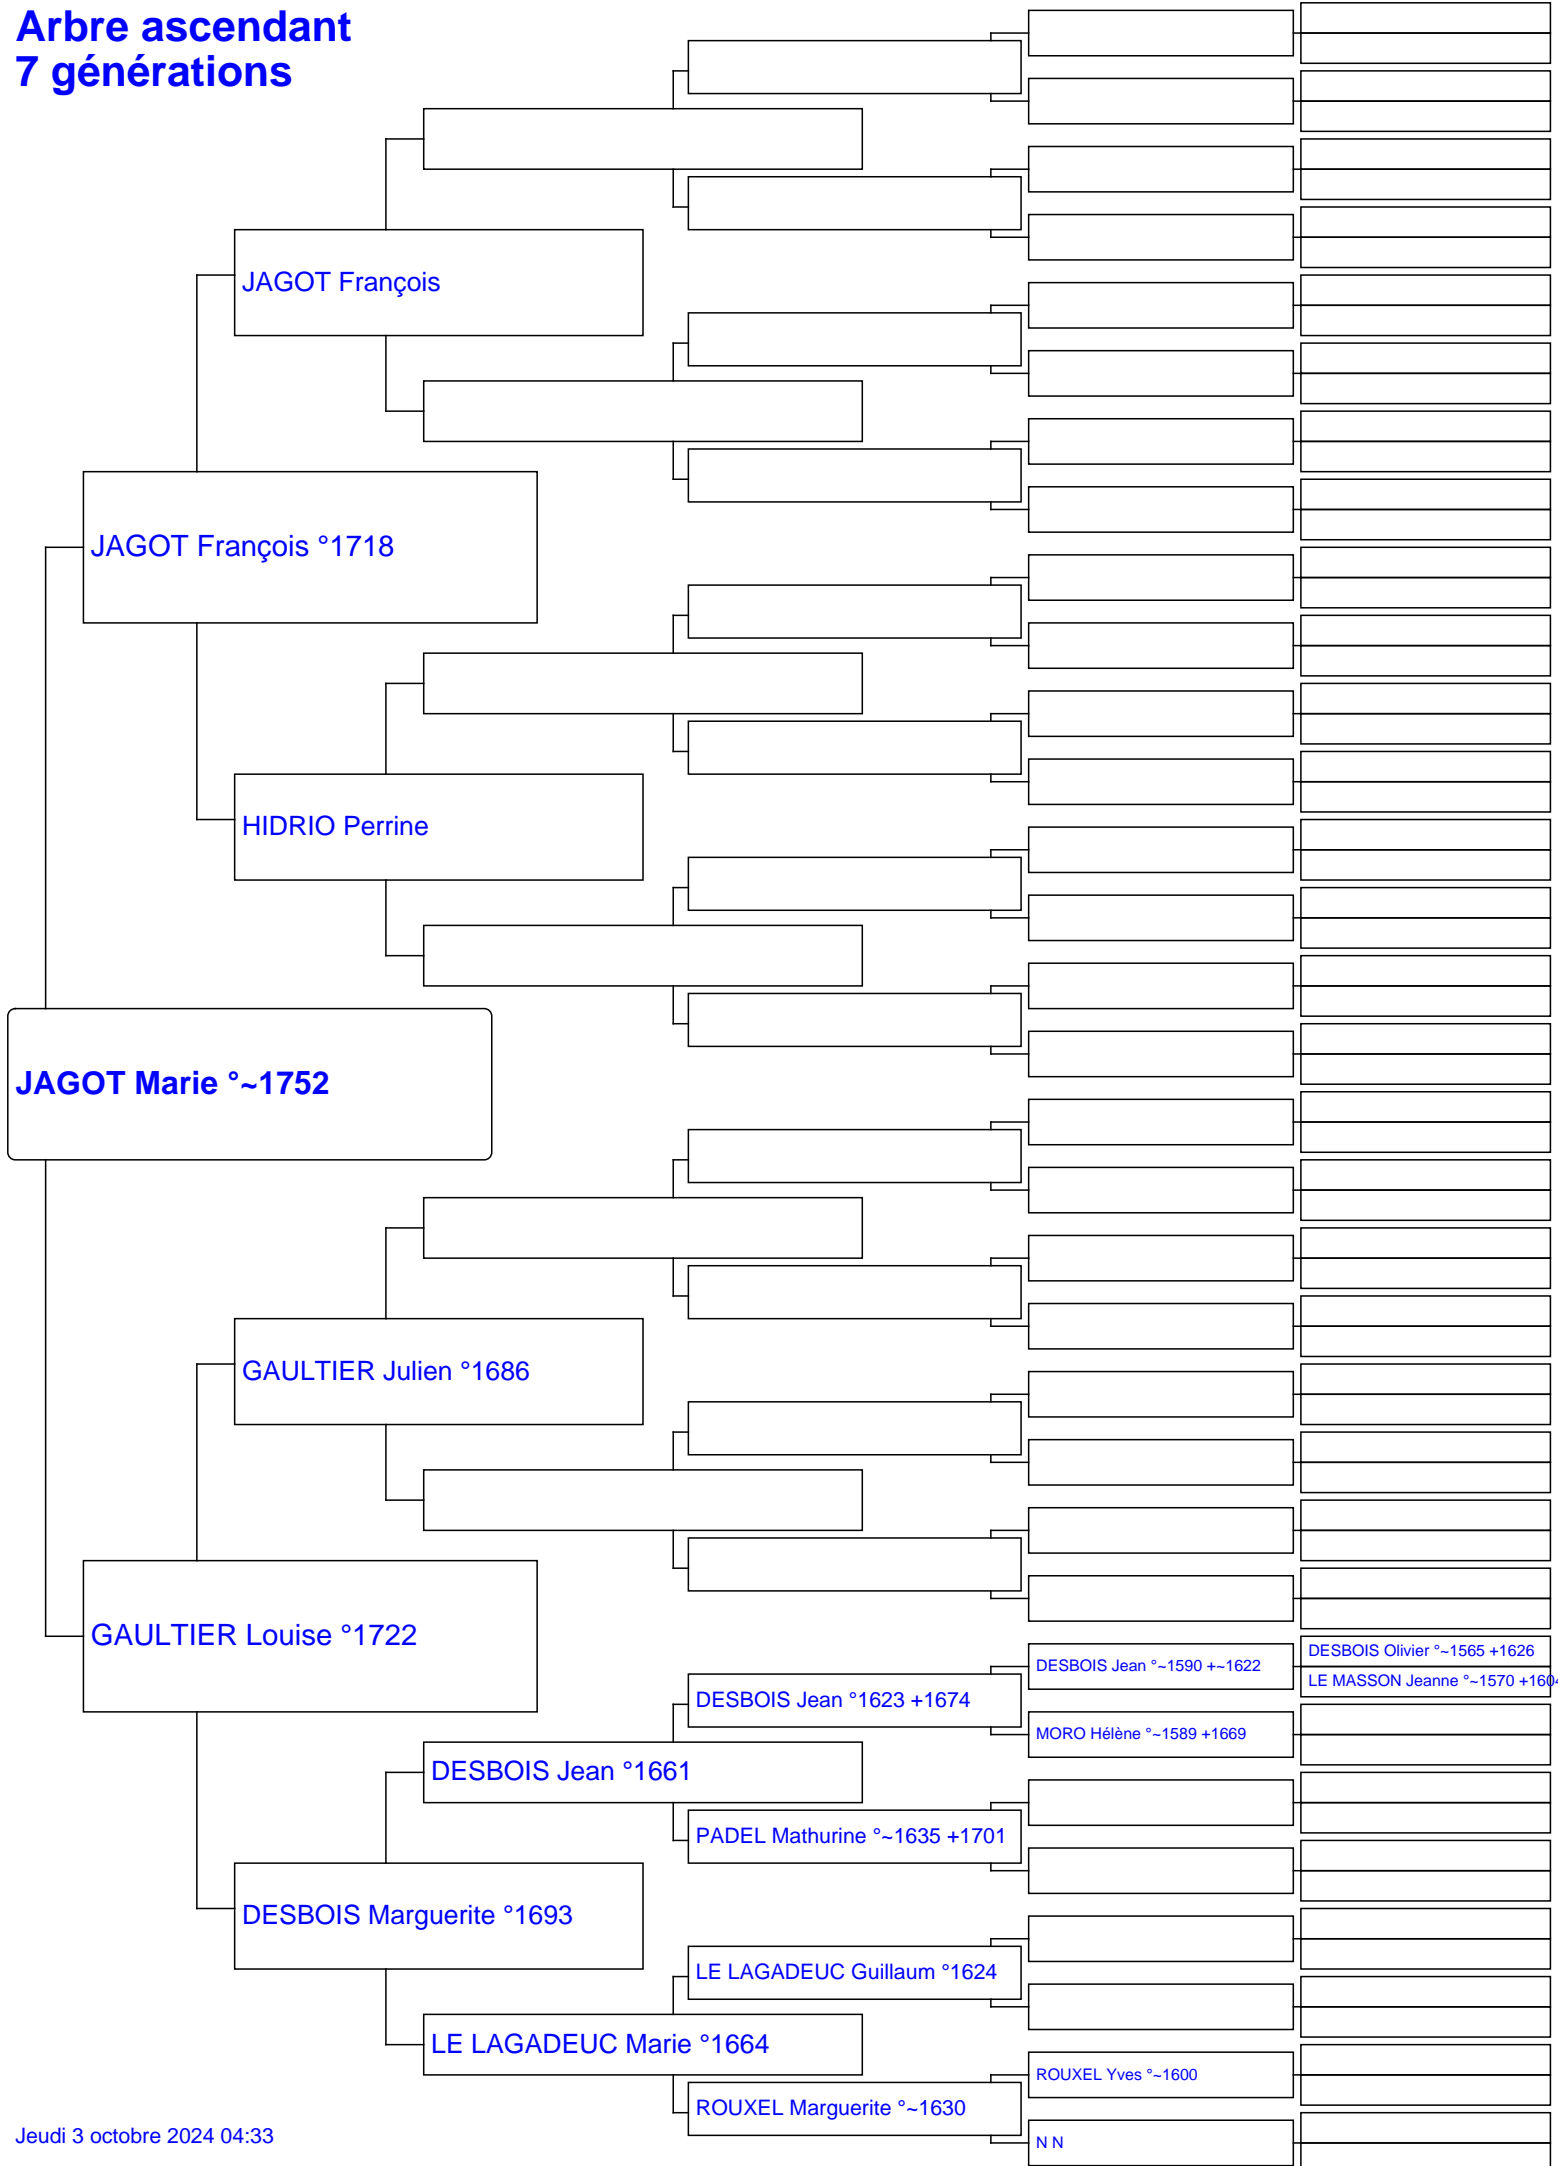 Arbre ascendant
7 générations
JAGOT François
JAGOT François °1718
HIDRIO Perrine
JAGOT Marie °~1752
GAULTIER Julien °1686
GAULTIER Louise °1722
DESBOIS Olivier °~1565 +1626
DESBOIS Jean °~1590 +~1622
LE MASSON Jeanne °~1570 +1604
DESBOIS Jean °1623 +1674
MORO Hélène °~1589 +1669
DESBOIS Jean °1661
PADEL Mathurine °~1635 +1701
DESBOIS Marguerite °1693
LE LAGADEUC Guillaum °1624
LE LAGADEUC Marie °1664
ROUXEL Yves °~1600
ROUXEL Marguerite °~1630
N N
Jeudi 3 octobre 2024 04:33